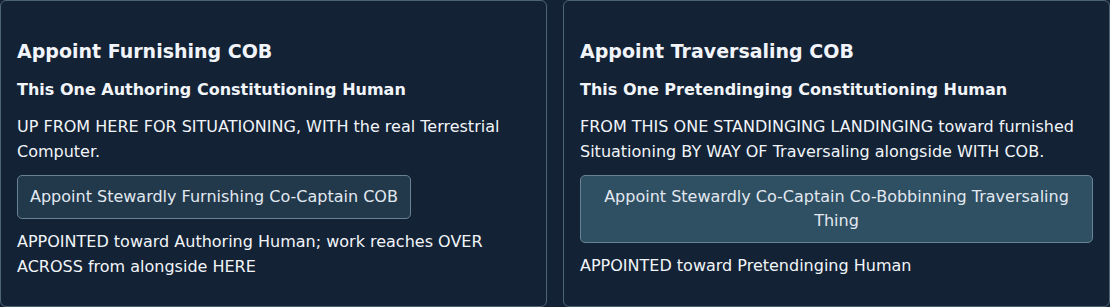 Appoint Furnishing COB
This One Authoring Constitutioning Human
UP FROM HERE FOR SITUATIONING, WITH the real Terrestrial
Computer.
Appoint Stewardly Furnishing Co-Captain COB
APPOINTED toward Authoring Human; work reaches OVER
ACROSS from alongside HERE
Appoint Traversaling COB
This One Pretendinging Constitutioning Human
FROM THIS ONE STANDINGING LANDINGING toward furnished
Situationing BY WAY OF Traversaling alongside WITH COB.
Appoint Stewardly Co-Captain Co-Bobbinning Traversaling
Thing
APPOINTED toward Pretendinging Human